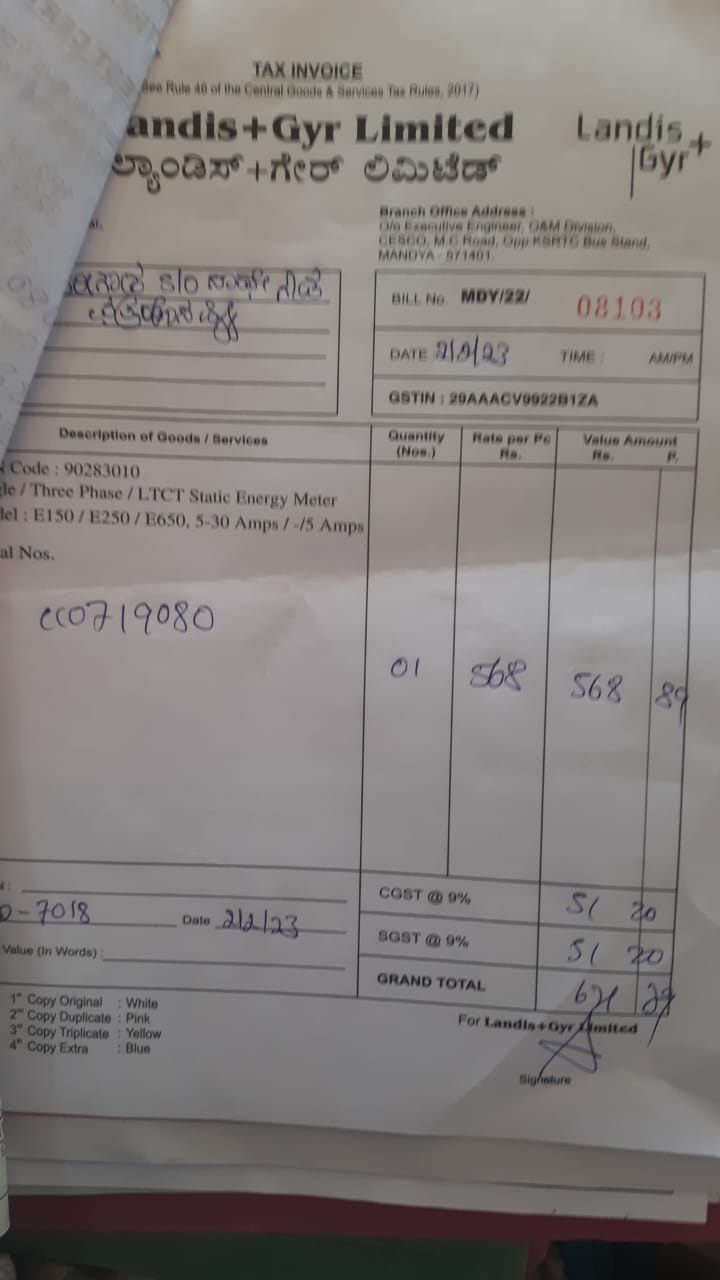 TAX INVOICE
See Rule 46 of the Central Goods & Services Tax Rules, 2017)
andis+Gyr Limited
Landis
Gyr+
ಲ್ಯಾಂಡಿಸ್+ಗೇರ್ ಲಿಮಿಟೆಡ್
Branch Office Address :
O/o Executive Engineer, O&M Division,
CESCO, M.C Road, Opp KSRTC Bus Stand,
MANDYA - 571401
S/O
BILL No. MDY/22/ 08103
DATE 2/2/23 TIME : AM/PM
GSTIN : 29AAACV9922B1ZA
Description of Goods / Services Quantity (Nos.) Rate per Pc Rs. Value Amount Rs. P.
Code : 90283010
gle / Three Phase / LTCT Static Energy Meter
del : E150 / E250 / E650, 5-30 Amps / -/5 Amps
al Nos.
CC0719080
01 568 568 89
CGST @ 9% 51 20
-7018 Date 2/2/23
SGST @ 9% 51 20
Value (In Words) :
GRAND TOTAL 671 29
1st Copy Original : White
2nd Copy Duplicate : Pink
3rd Copy Triplicate : Yellow
4th Copy Extra : Blue
For Landis+Gyr Limited
Signature